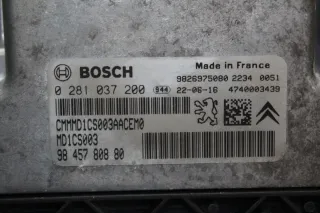 BOSCH
Made in France
9826975080 2234 0051
0 281 037 200 944 22-06-16 4740003439
CMMMD1CS003AACEM0
MD1CS003
98 457 808 80